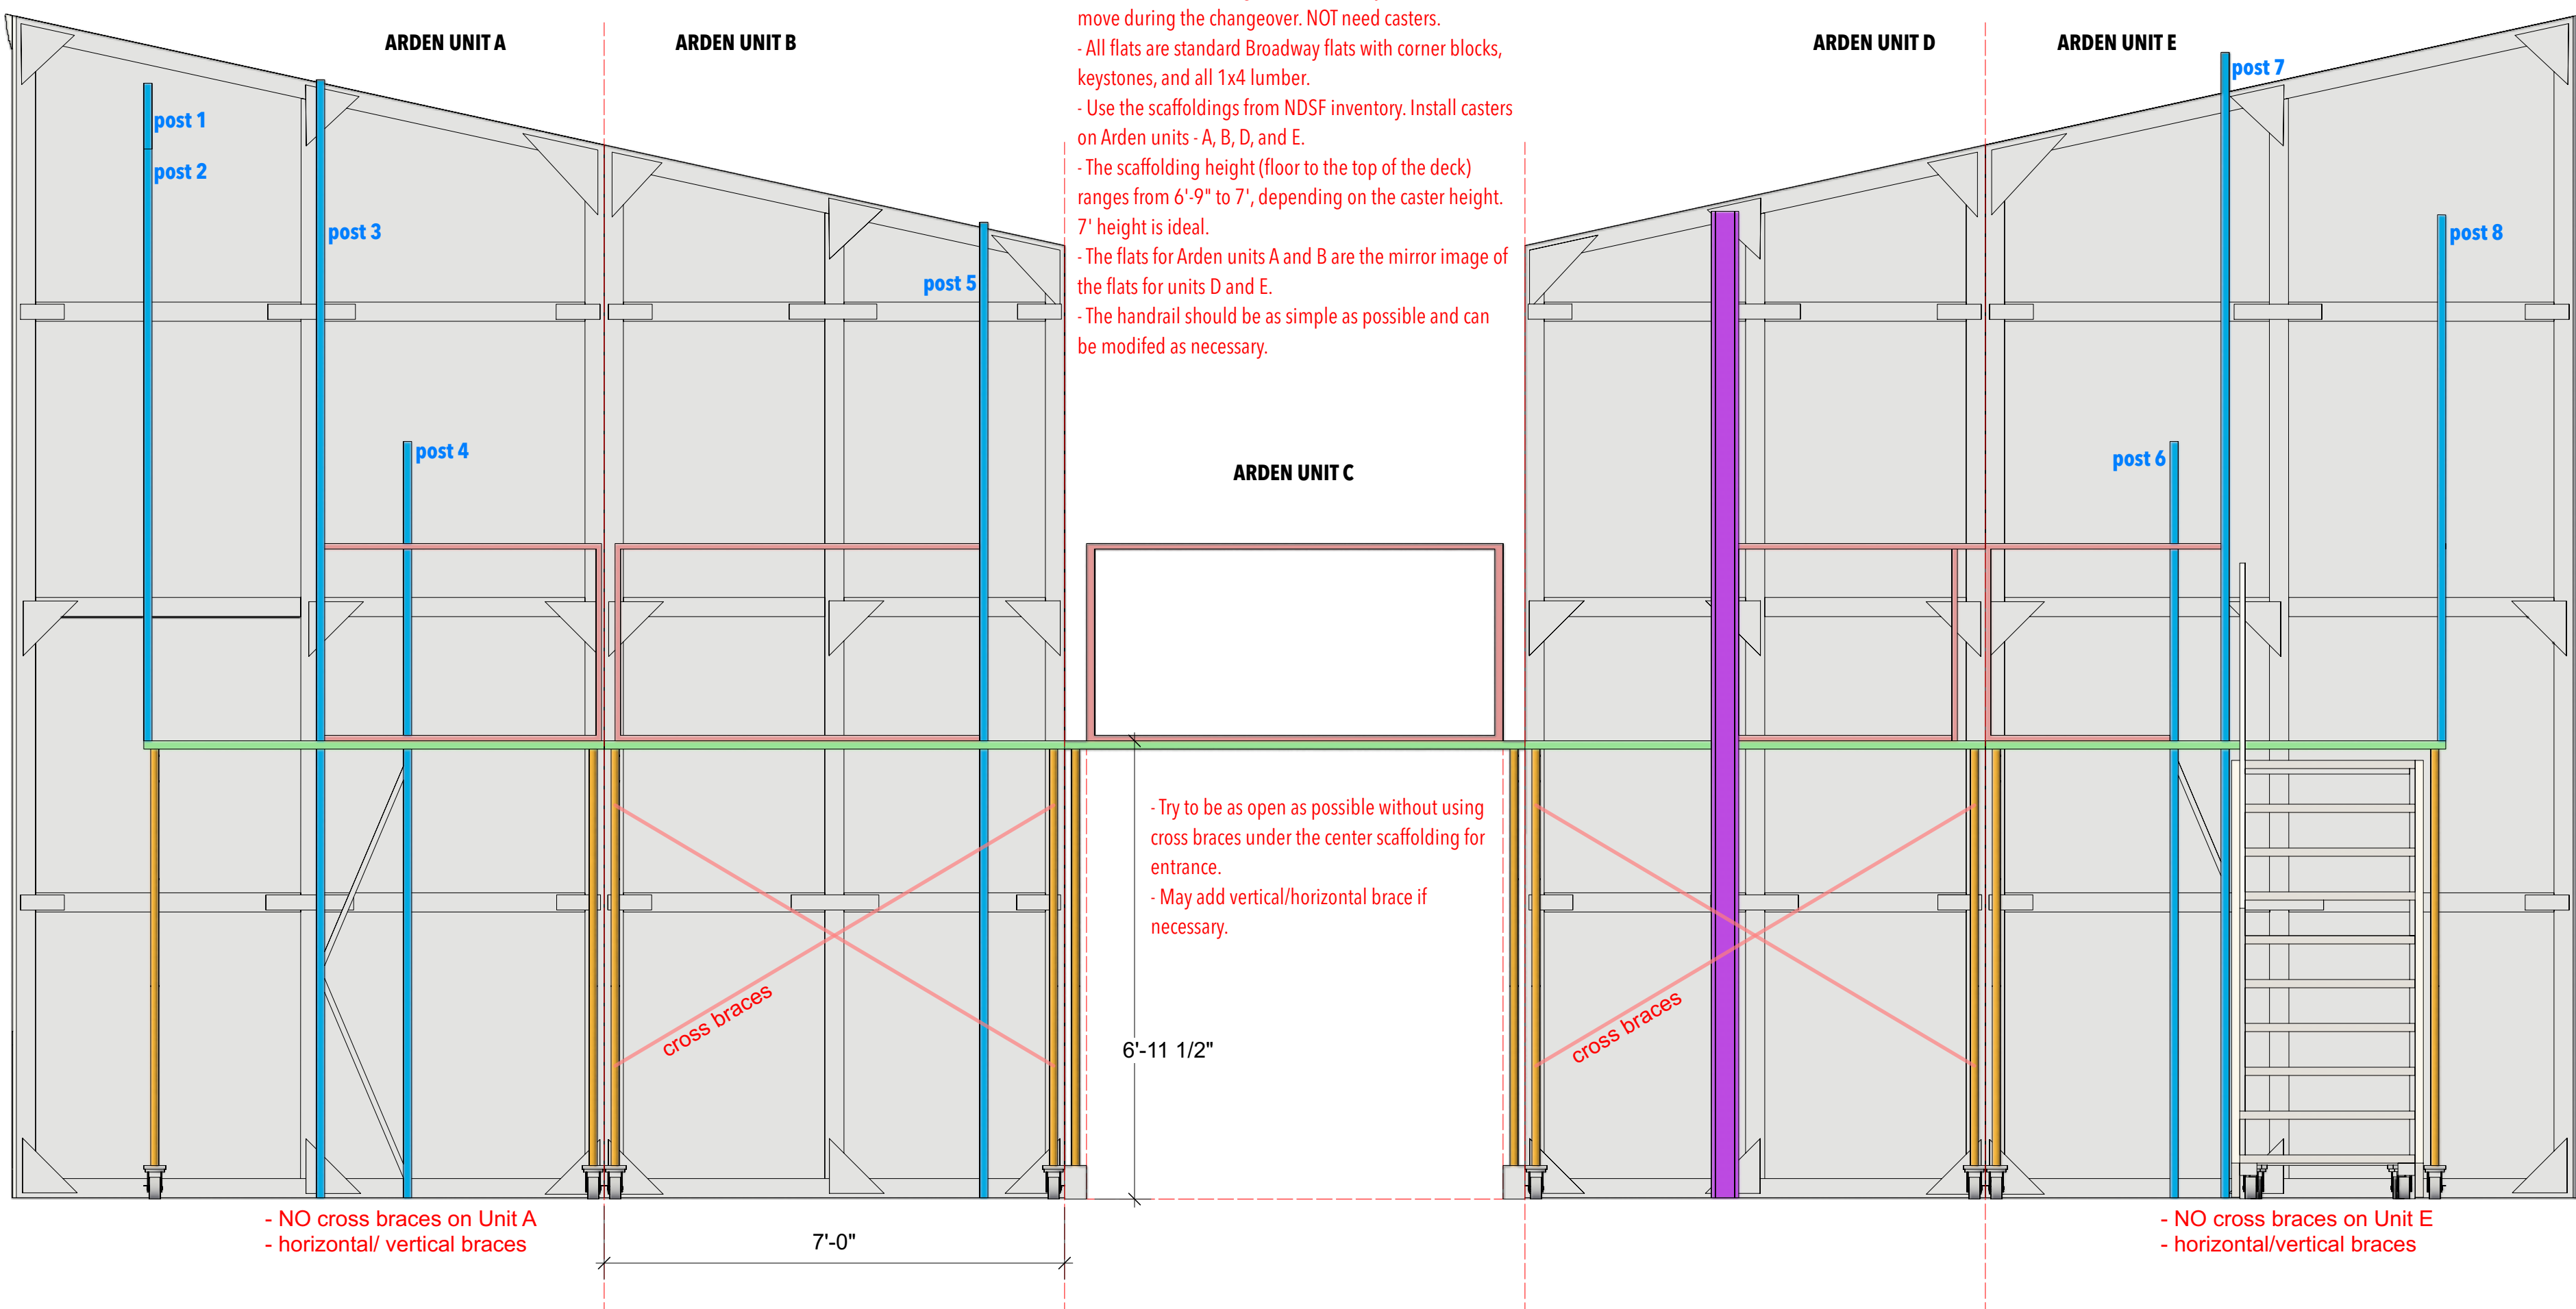 move during the changeover. NOT need casters.
ARDEN UNIT A
ARDEN UNIT B
ARDEN UNIT D
ARDEN UNIT E
- All flats are standard Broadway flats with corner blocks,
keystones, and all 1x4 lumber.
- Use the scaffoldings from NDSF inventory. Install casters
on Arden units - A, B, D, and E.
- The scaffolding height (floor to the top of the deck)
ranges from 6'-9" to 7', depending on the caster height.
7' height is ideal.
- The flats for Arden units A and B are the mirror image of
the flats for units D and E.
- The handrail should be as simple as possible and can
be modifed as necessary.
post 1
post 2
post 3
post 4
post 5
post 7
post 8
post 6
ARDEN UNIT C
- Try to be as open as possible without using
cross braces under the center scaffolding for
entrance.
- May add vertical/horizontal brace if
necessary.
cross braces
cross braces
6'-11 1/2"
- NO cross braces on Unit A
- horizontal/ vertical braces
7'-0"
- NO cross braces on Unit E
- horizontal/vertical braces